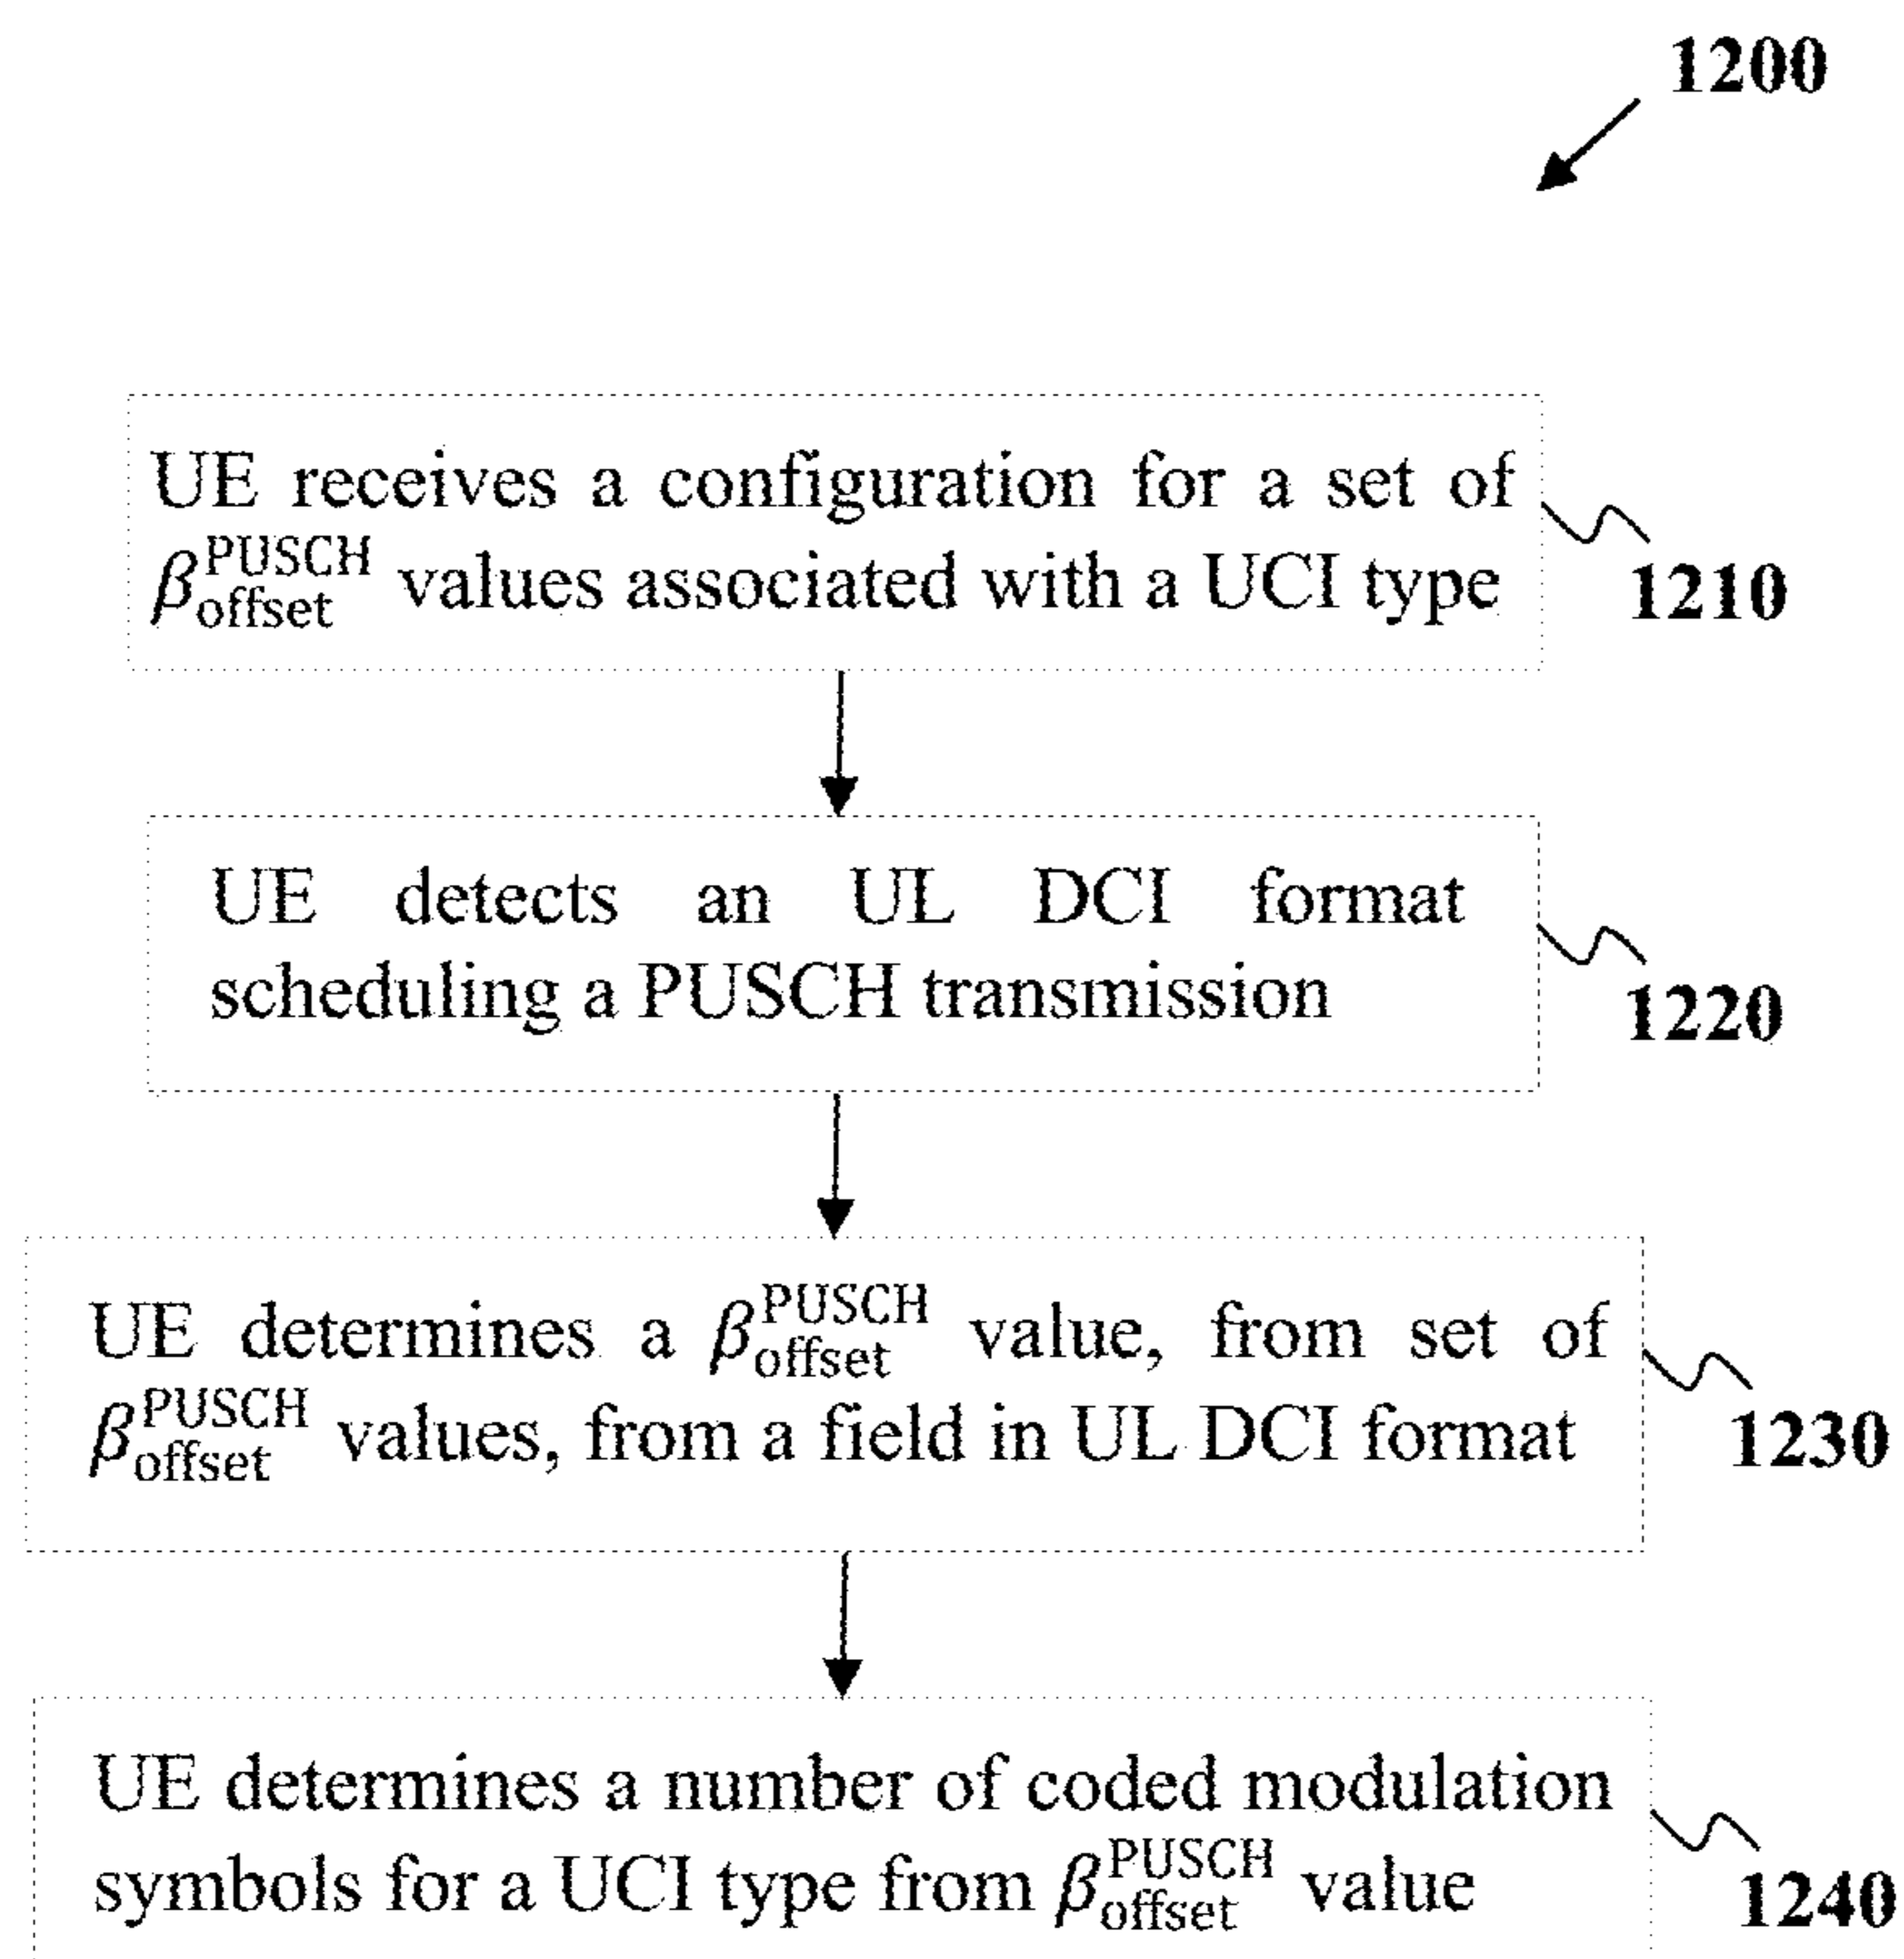 1200
UE receives a configuration for a set of
β_offset^PUSCH values associated with a UCI type
1210
UE detects an UL DCI format
scheduling a PUSCH transmission
1220
UE determines a β_offset^PUSCH value, from set of
β_offset^PUSCH values, from a field in UL DCI format
1230
UE determines a number of coded modulation
symbols for a UCI type from β_offset^PUSCH value
1240